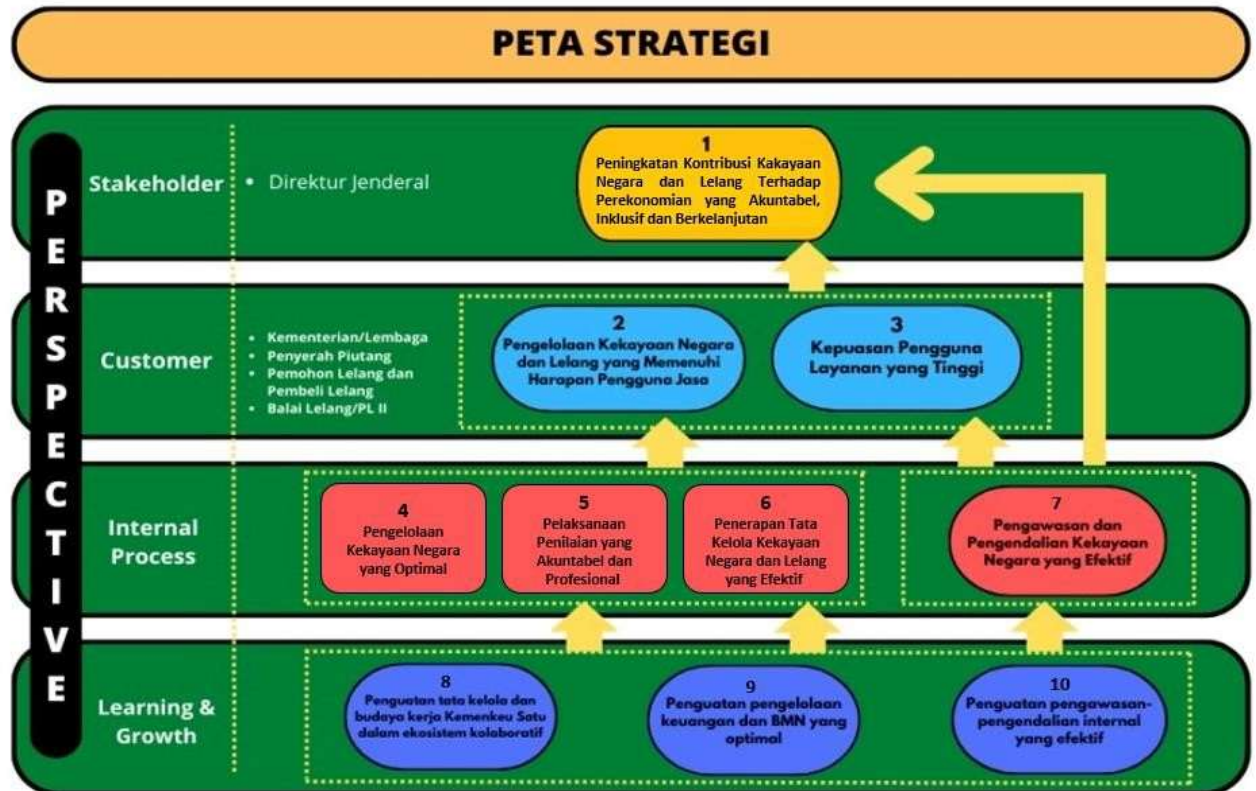 PETA STRATEGI
PERSPECTIVE
Stakeholder
• Direktur Jenderal
1
Peningkatan Kontribusi Kakayaan
Negara dan Lelang Terhadap
Perekonomian yang Akuntabel,
Inklusif dan Berkelanjutan
Customer
• Kementerian/Lembaga
• Penyerah Piutang
• Pemohon Lelang dan
Pembeli Lelang
• Balai Lelang/PL II
2
Pengelolaan Kekayaan Negara
dan Lelang yang Memenuhi
Harapan Pengguna Jasa
3
Kepuasan Pengguna
Layanan yang Tinggi
Internal
Process
4
Pengelolaan
Kekayaan Negara
yang Optimal
5
Pelaksanaan
Penilaian yang
Akuntabel dan
Profesional
6
Penerapan Tata
Kelola Kekayaan
Negara dan Lelang
yang Efektif
7
Pengawasan dan
Pengendalian Kekayaan
Negara yang Efektif
Learning &
Growth
8
Penguatan tata kelola dan
budaya kerja Kemenkeu Satu
dalam ekosistem kolaboratif
9
Penguatan pengelolaan
keuangan dan BMN yang
optimal
10
Penguatan pengawasan-
pengendalian internal
yang efektif